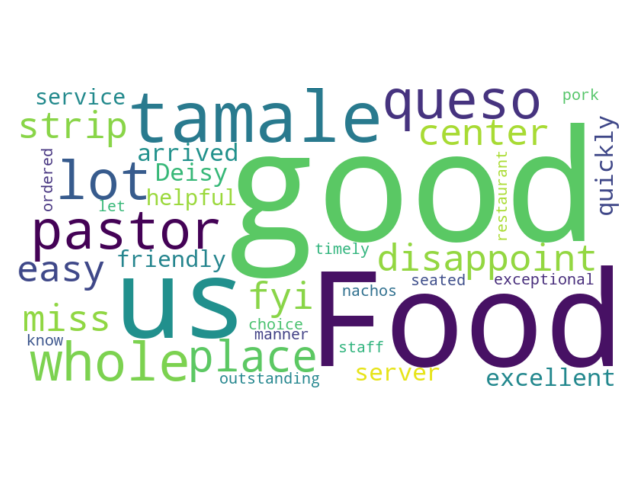 service
tamale
queso
pork
strip
center
quickly
ordered
arrived
lot
Deisy
good
restaurant
let
helpful
pastor
timely
friendly
disappoint
easy
us
Food
seated
exceptional
fyi
nachos
miss
choice
manner
know
whole
place
staff
server
outstanding
excellent